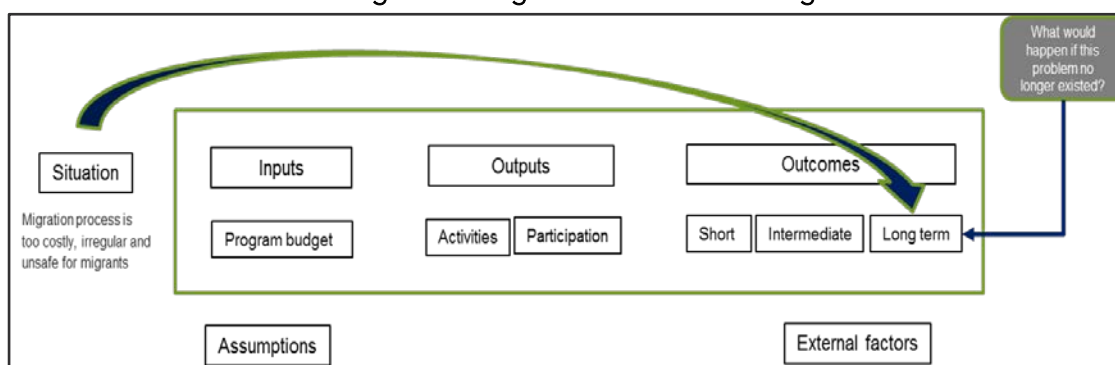 What would
happen if this
problem no
longer existed?
Situation
Inputs
Outputs
Outcomes
Migration process is
too costly, irregular and
unsafe for migrants
Program budget
Activities
Participation
Short
Intermediate
Long term
Assumptions
External factors